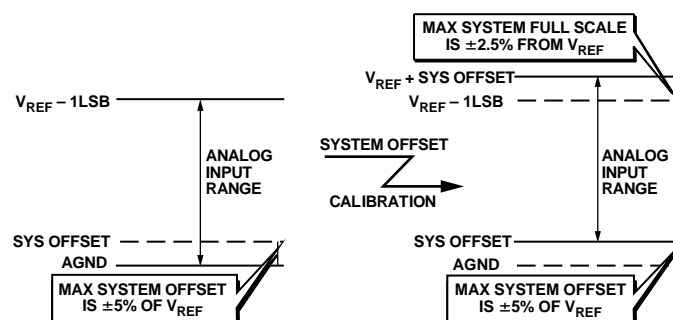 MAX SYSTEM FULL SCALE
IS ±2.5% FROM VREF
VREF + SYS OFFSET
VREF – 1LSB
VREF – 1LSB
SYSTEM OFFSET
CALIBRATION
ANALOG
INPUT
RANGE
ANALOG
INPUT
RANGE
SYS OFFSET
AGND
SYS OFFSET
AGND
MAX SYSTEM OFFSET
IS ±5% OF VREF
MAX SYSTEM OFFSET
IS ±5% OF VREF